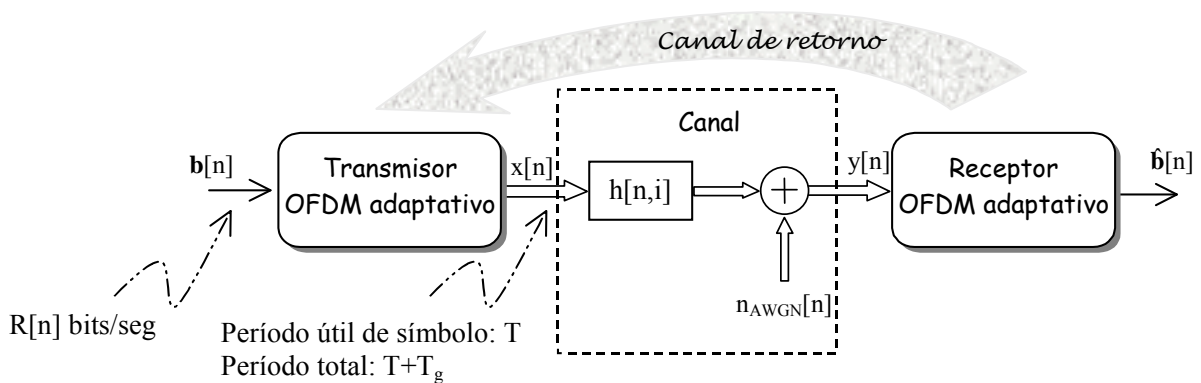 Canal de retorno
Canal
b[n]
Transmisor
OFDM adaptativo
x[n]
h[n,i]
+
y[n]
Receptor
OFDM adaptativo
b̂[n]
n_AWGN[n]
R[n] bits/seg
Período útil de símbolo: T
Período total: T+T_g